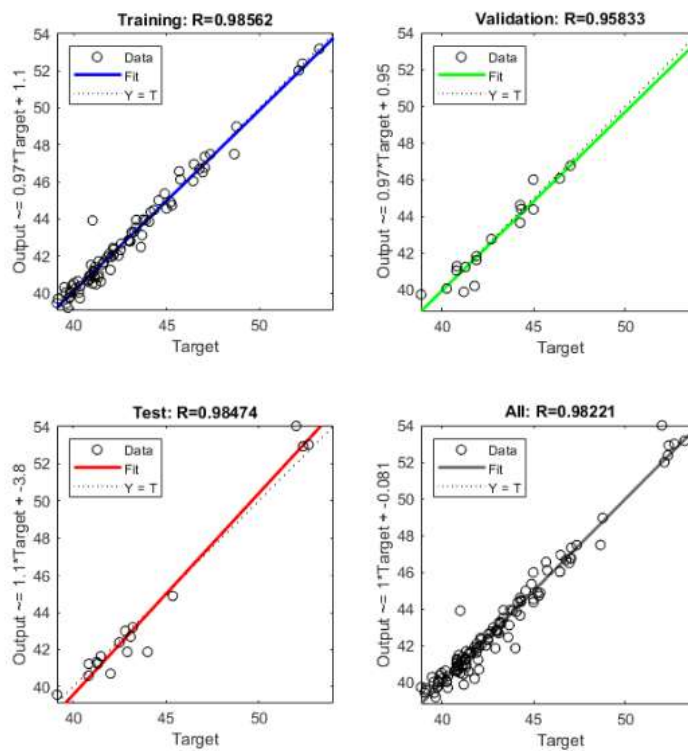 Training: R=0.98562
Output ~= 0.97*Target + 1.1
54
52
50
48
46
44
42
40
Data
Fit
Y = T
40
45
50
Target
Validation: R=0.95833
Output ~= 0.97*Target + 0.95
54
52
50
48
46
44
42
40
Data
Fit
Y = T
40
45
50
Target
Test: R=0.98474
Output ~= 1.1*Target + -3.8
54
52
50
48
46
44
42
40
Data
Fit
Y = T
40
45
50
Target
All: R=0.98221
Output ~= 1*Target + -0.081
54
52
50
48
46
44
42
40
Data
Fit
Y = T
40
45
50
Target